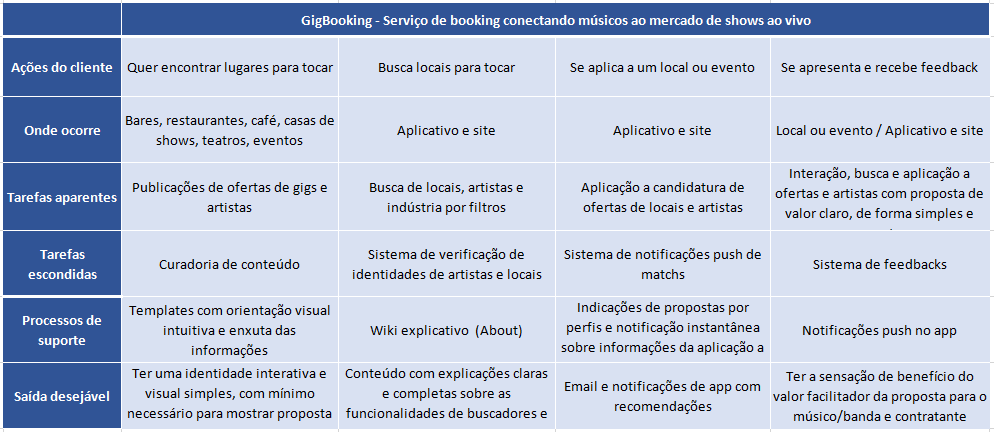 GigBooking - Serviço de booking conectando músicos ao mercado de shows ao vivo
Ações do cliente
Quer encontrar lugares para tocar
Busca locais para tocar
Se aplica a um local ou evento
Se apresenta e recebe feedback
Onde ocorre
Bares, restaurantes, café, casas de
shows, teatros, eventos
Aplicativo e site
Aplicativo e site
Local ou evento / Aplicativo e site
Tarefas aparentes
Publicações de ofertas de gigs e
artistas
Busca de locais, artistas e
indústria por filtros
Aplicação a candidatura de
ofertas de locais e artistas
Interação, busca e aplicação a
ofertas e artistas com proposta de
valor claro, de forma simples e
Tarefas
escondidas
Curadoria de conteúdo
Sistema de verificação de
identidades de artistas e locais
Sistema de notificações push de
matchs
Sistema de feedbacks
Processos de
suporte
Templates com orientação visual
intuitiva e enxuta das
informações
Wiki explicativo (About)
Indicações de propostas por
perfis e notificação instantânea
sobre informações da aplicação a
Notificações push no app
Saída desejável
Ter uma identidade interativa e
visual simples, com mínimo
necessário para mostrar proposta
Conteúdo com explicações claras
e completas sobre as
funcionalidades de buscadores e
Email e notificações de app com
recomendações
Ter a sensação de benefício do
valor facilitador da proposta para o
músico/banda e contratante